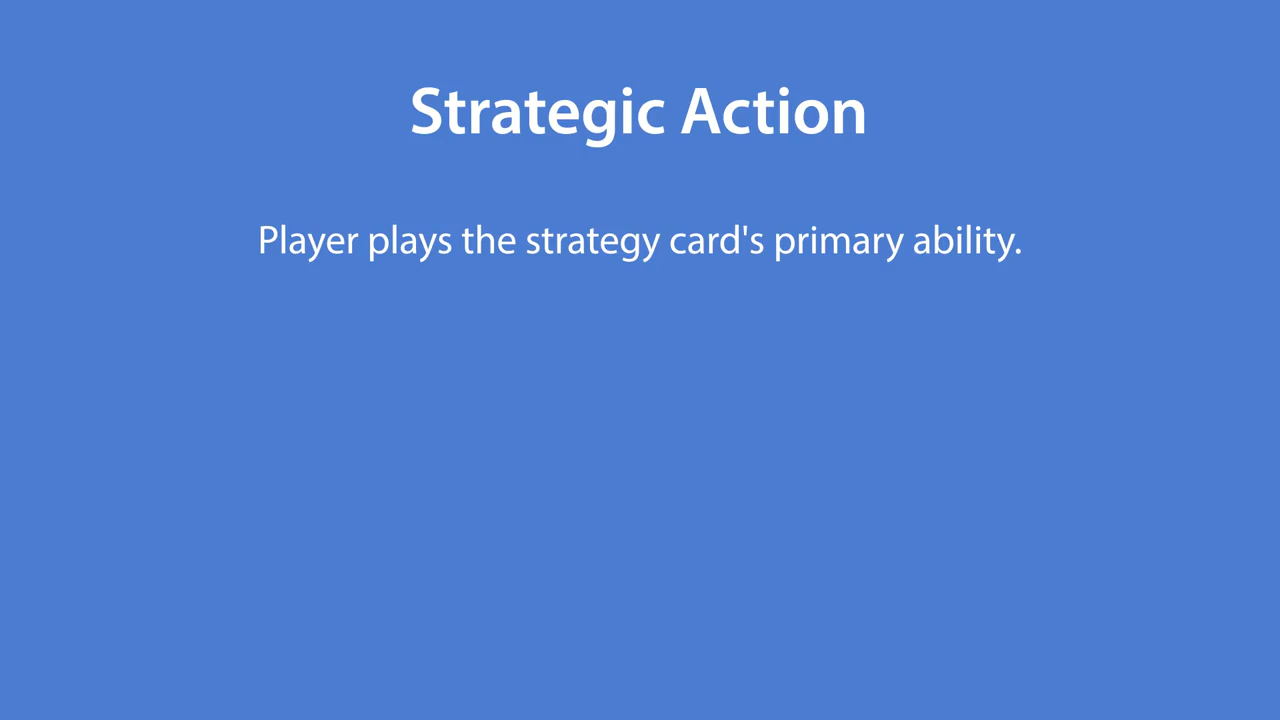 Strategic Action
Player plays the strategy card's primary ability.